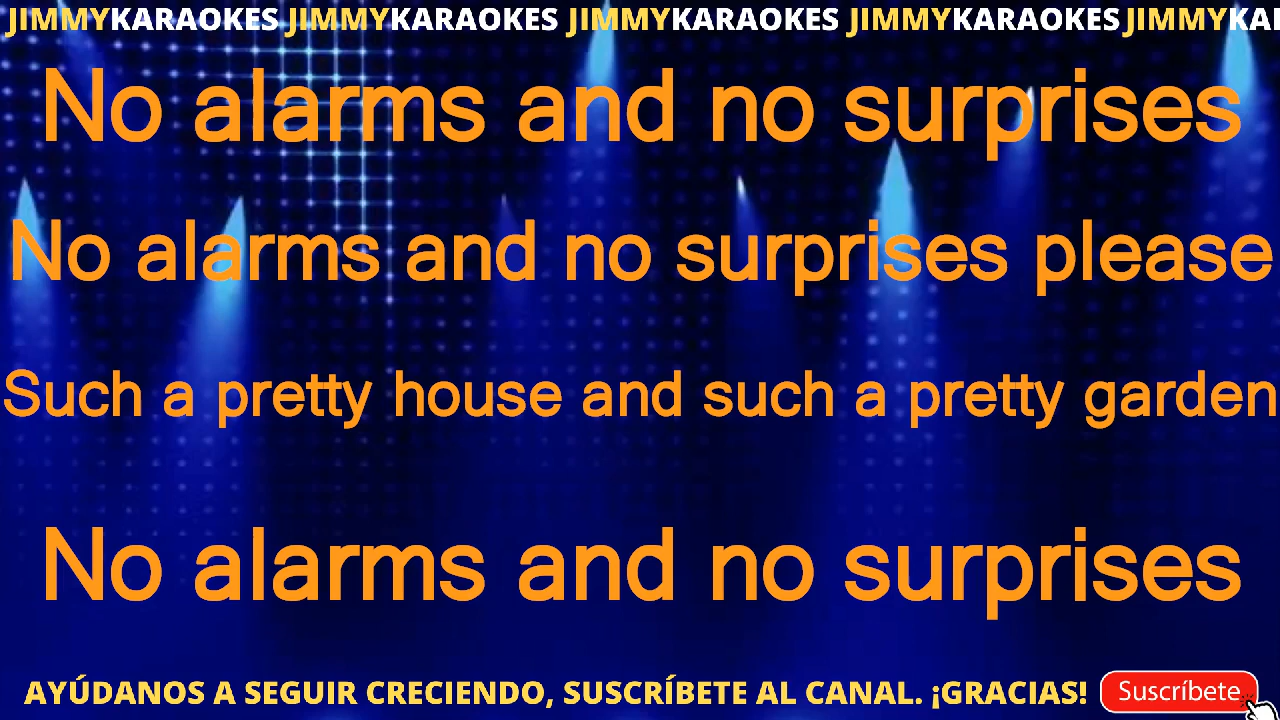 JIMMYKARAOKES JIMMYKARAOKES JIMMYKARAOKES JIMMYKARAOKES JIMMYKA
No alarms and no surprises
No alarms and no surprises please
Such a pretty house and such a pretty garden
No alarms and no surprises
AYÚDANOS A SEGUIR CRECIENDO, SUSCRÍBETE AL CANAL. ¡GRACIAS! Suscríbete